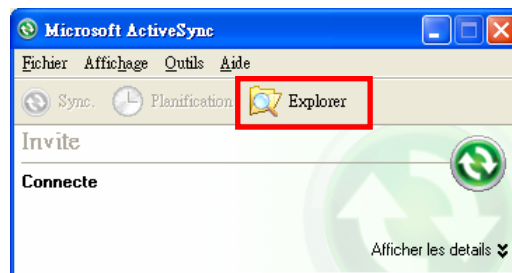 Microsoft ActiveSync
Fichier Affichage Outils Aide
Sync. Planification Explorer
Invite
Connecte
Afficher les details